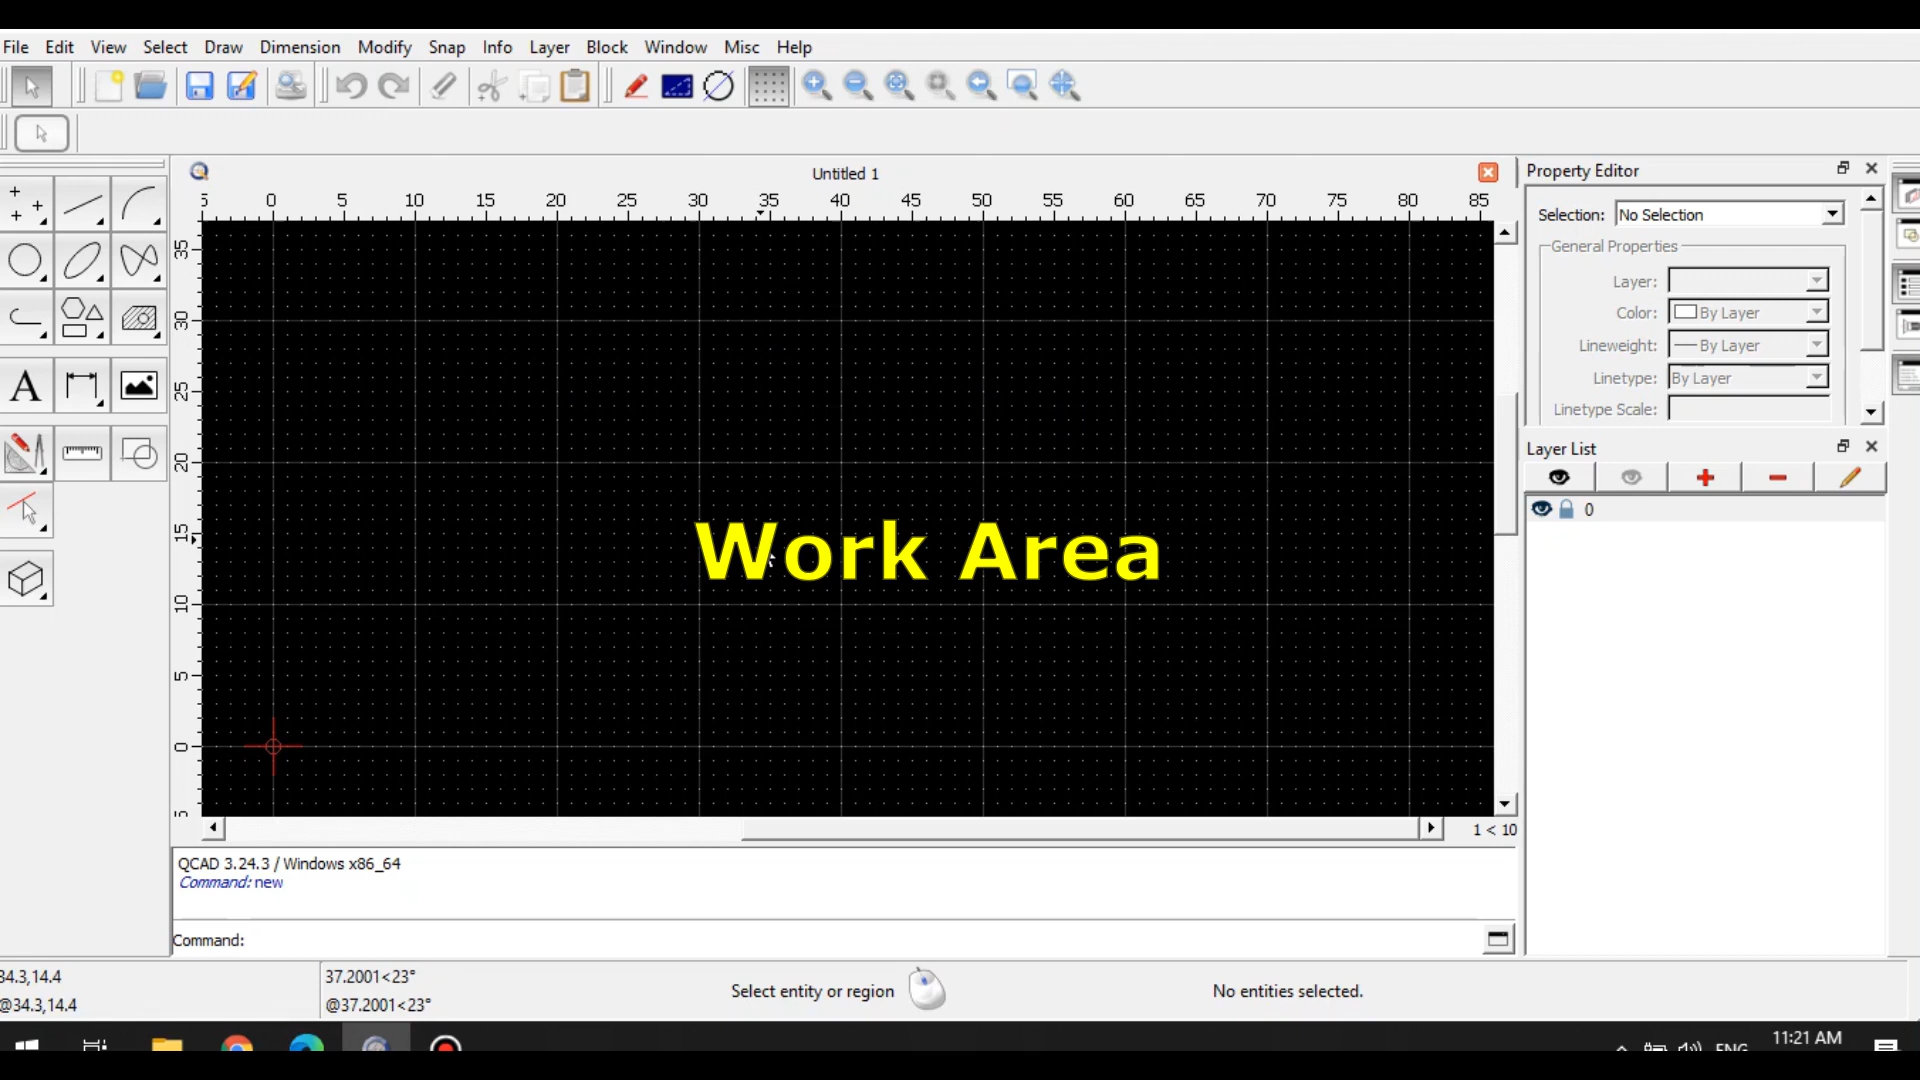 File Edit View Select Draw Dimension Modify Snap Info Layer Block Window Misc Help
Untitled 1
5 0 5 10 15 20 25 30 35 40 45 50 55 60 65 70 75 80 85
35
30
25
20
15
10
5
0
5
Work Area
1 < 10
Property Editor
Selection: No Selection
General Properties
Layer:
Color: By Layer
Lineweight: By Layer
Linetype: By Layer
Linetype Scale:
Layer List
0
QCAD 3.24.3 / Windows x86_64
Command: new
Command:
34.3,14.4
@34.3,14.4
37.2001<23°
@37.2001<23°
Select entity or region
No entities selected.
ENG
11:21 AM